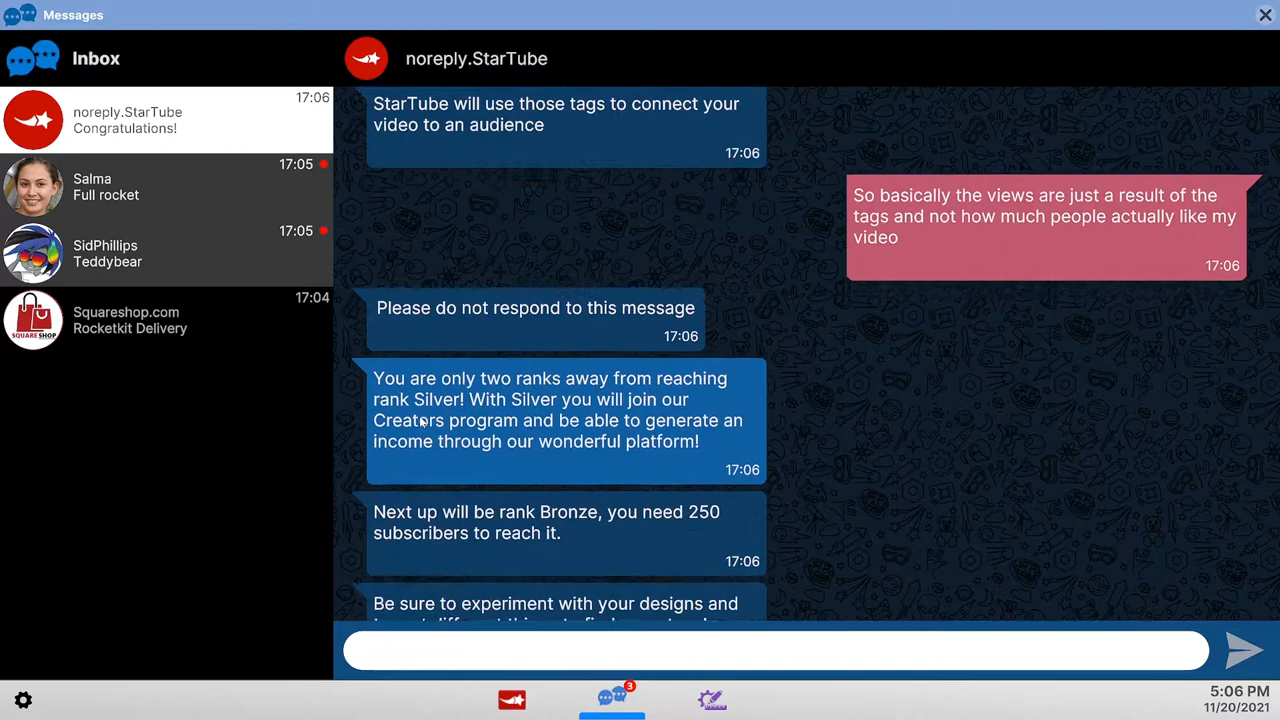 Messages
Inbox
noreply.StarTube
17:06
noreply.StarTube
Congratulations!
17:05
Salma
Full rocket
17:05
SidPhillips
Teddybear
17:04
Squareshop.com
Rocketkit Delivery
SQUARE SHOP
StarTube will use those tags to connect your
video to an audience
17:06
So basically the views are just a result of the
tags and not how much people actually like my
video
17:06
Please do not respond to this message
17:06
You are only two ranks away from reaching
rank Silver! With Silver you will join our
Creators program and be able to generate an
income through our wonderful platform!
17:06
Next up will be rank Bronze, you need 250
subscribers to reach it.
17:06
Be sure to experiment with your designs and
3
5:06 PM
11/20/2021